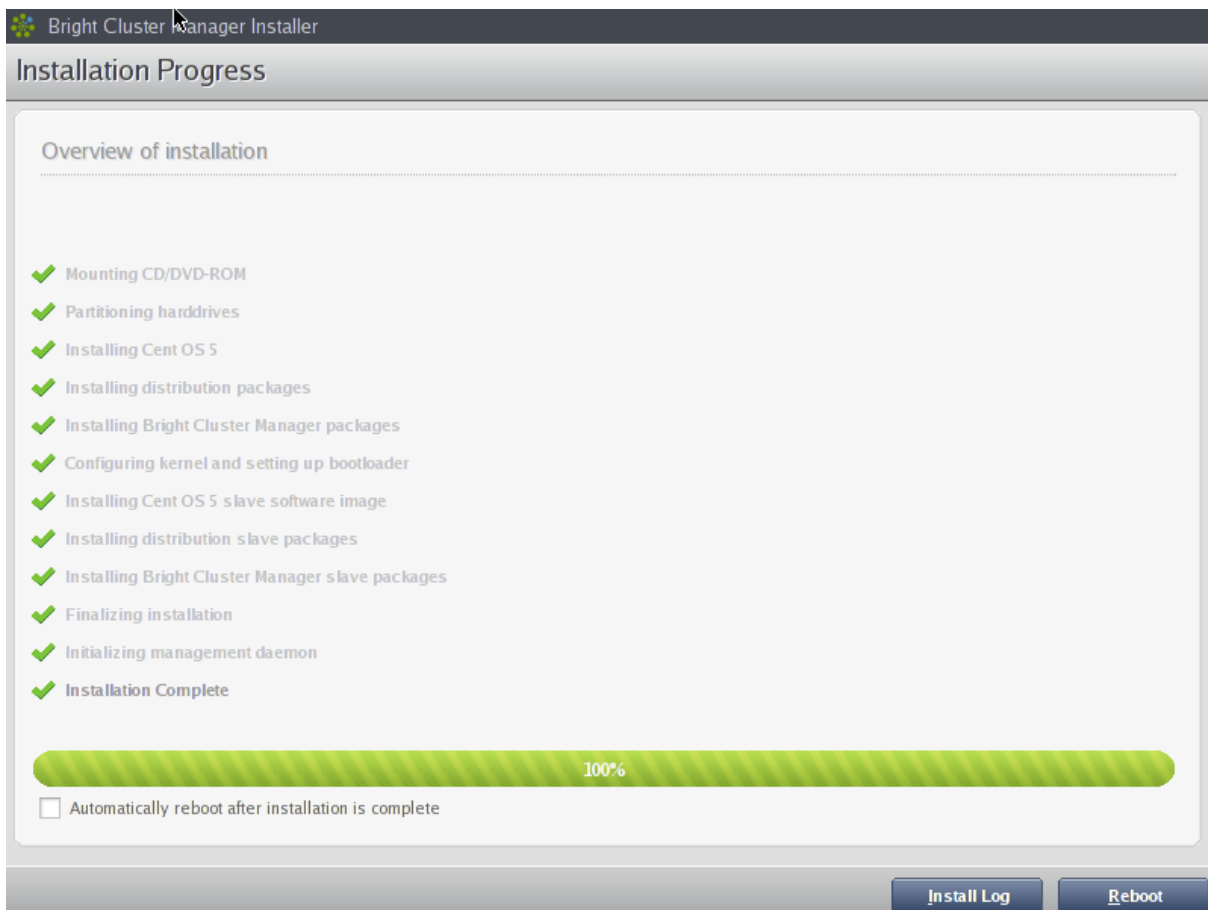 Bright Cluster Manager Installer
Installation Progress
Overview of installation
Mounting CD/DVD-ROM
Partitioning harddrives
Installing Cent OS 5
Installing distribution packages
Installing Bright Cluster Manager packages
Configuring kernel and setting up bootloader
Installing Cent OS 5 slave software image
Installing distribution slave packages
Installing Bright Cluster Manager slave packages
Finalizing installation
Initializing management daemon
Installation Complete
100%
Automatically reboot after installation is complete
Install Log
Reboot